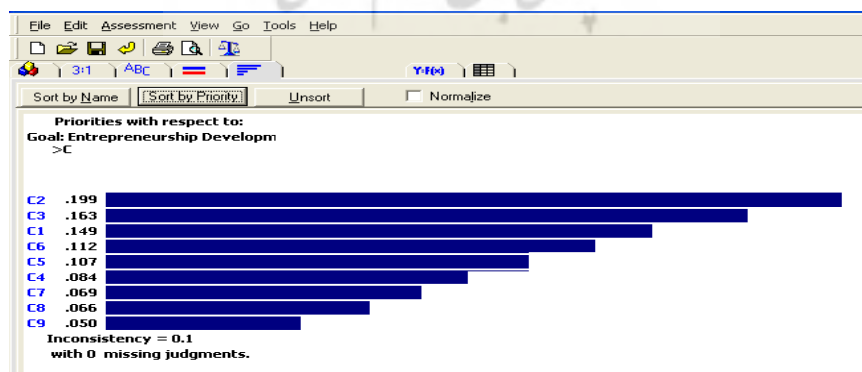 File Edit Assessment View Go Tools Help
3:1 ABC Y=F(x)
Sort by Name Sort by Priority Unsort Normalize
Priorities with respect to:
Goal: Entrepreneurship Developm
>C
C2 .199
C3 .163
C1 .149
C6 .112
C5 .107
C4 .084
C7 .069
C8 .066
C9 .050
Inconsistency = 0.1
with 0 missing judgments.